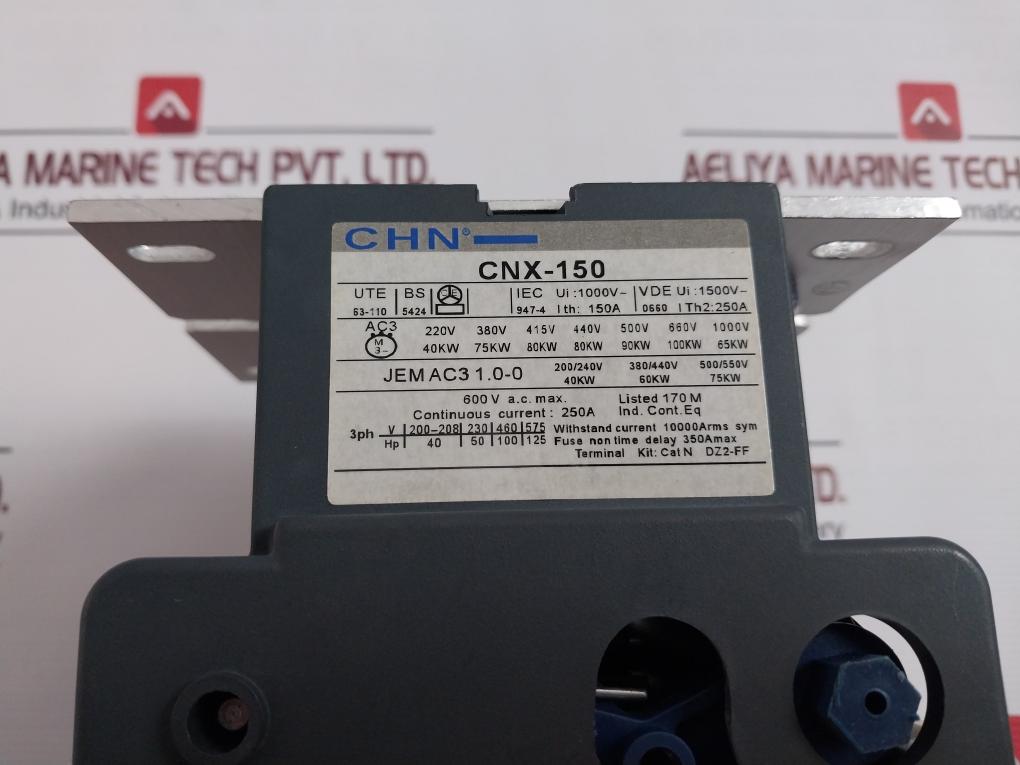 AELIYA MARINE TECH PVT. LTD.
AELIYA MARINE TECH
& Indu
mati
CHN®
CNX-150
UTE 63-110 BS 5424 IEC 947-4 Ui:1000V~ Ith: 150A VDE 0660 Ui:1500V~ ITh2:250A
AC3 M 3~
220V 380V 415V 440V 500V 660V 1000V
40KW 75KW 80KW 80KW 90KW 100KW 65KW
JEM AC3 1.0-0 200/240V 40KW 380/440V 60KW 500/550V 75KW
600V a.c. max. Listed 170M
Continuous current: 250A Ind. Cont.Eq
3ph V 200-208 230 460 575 Withstand current 10000Arms sym
Hp 40 50 100 125 Fuse non time delay 350Amax
Terminal Kit: Cat N DZ2-FF
TD.
D.